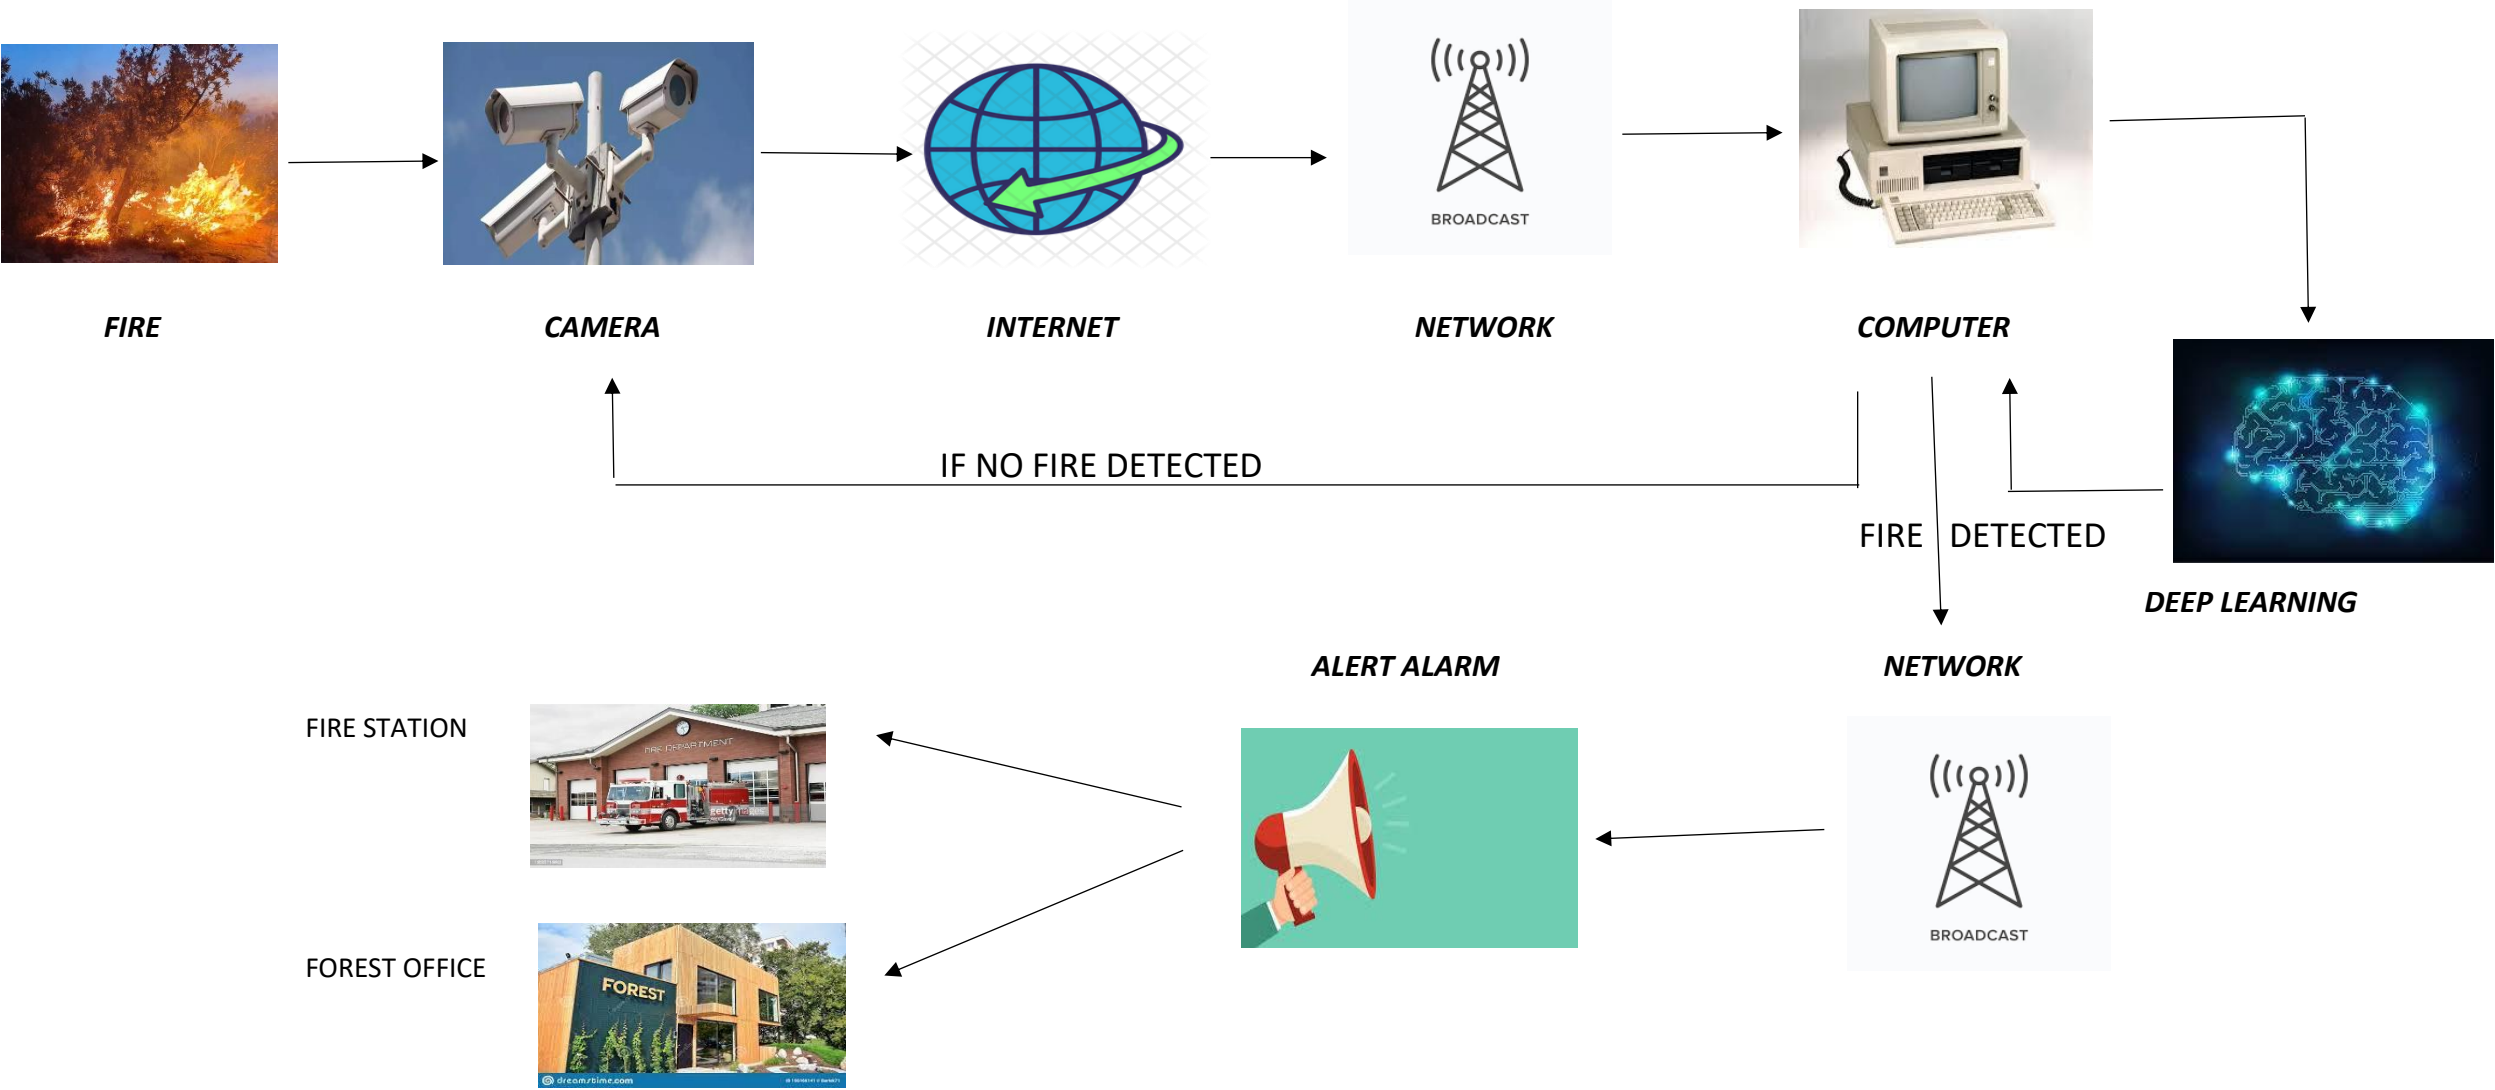 BROADCAST
FIRE
CAMERA
INTERNET
NETWORK
COMPUTER
IF NO FIRE DETECTED
FIRE DETECTED
DEEP LEARNING
ALERT ALARM
NETWORK
FIRE STATION
FIRE DEPARTMENT
gettyimages
BROADCAST
FOREST OFFICE
FOREST
dreamstime.com